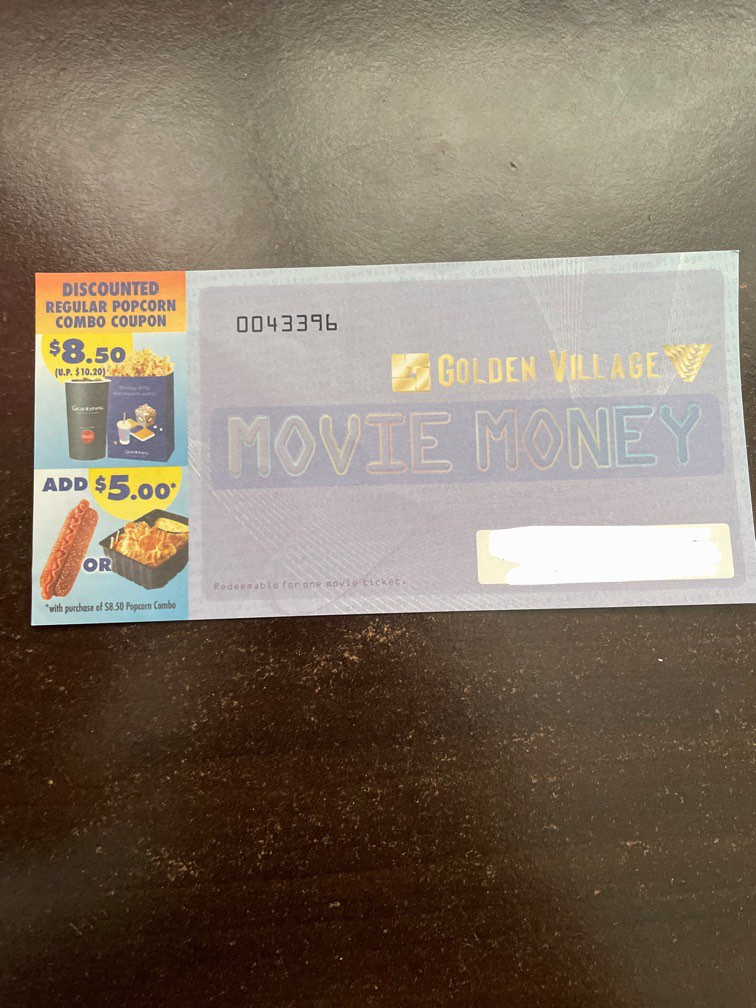 DISCOUNTED
REGULAR POPCORN
COMBO COUPON
$8.50
(U.P. $10.20)
ADD $5.00*
OR
*with purchase of $8.50 Popcorn Combo
0043396
GOLDEN VILLAGE
MOVIE MONEY
Redeemable for one movie ticket.